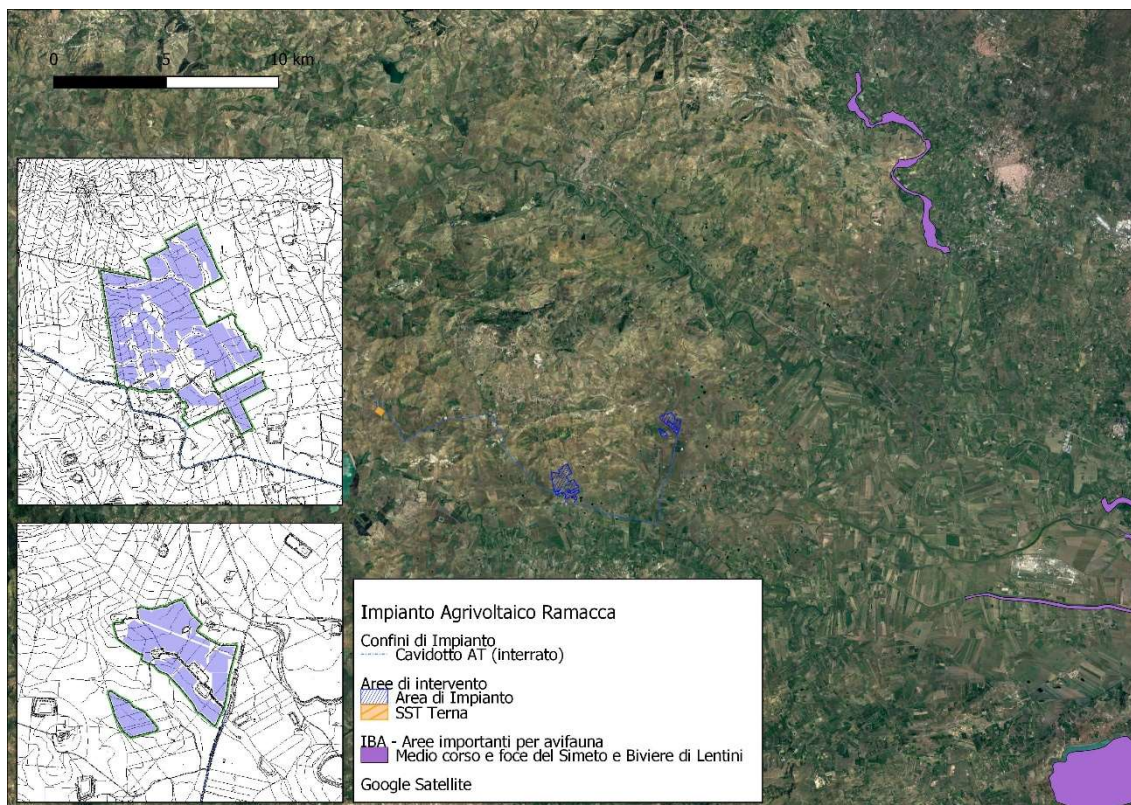 0 5 10 km
Impianto Agrivoltaico Ramacca
Confini di Impianto
Cavidotto AT (interrato)
Aree di intervento
Area di Impianto
SST Terna
IBA - Aree importanti per avifauna
Medio corso e foce del Simeto e Biviere di Lentini
Google Satellite